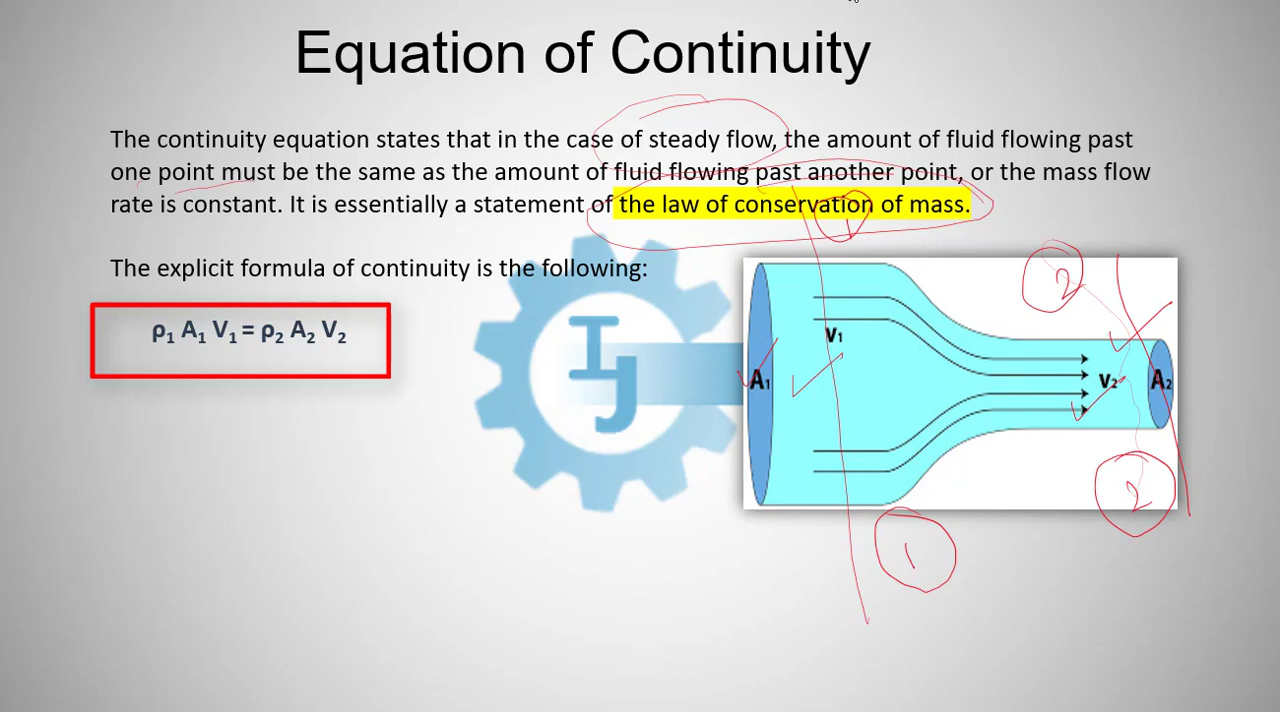 Equation of Continuity
The continuity equation states that in the case of steady flow, the amount of fluid flowing past
one point must be the same as the amount of fluid flowing past another point, or the mass flow
rate is constant. It is essentially a statement of the law of conservation of mass.
1
The explicit formula of continuity is the following:
2
ρ₁ A₁ V₁ = ρ₂ A₂ V₂
V₁
IJ
A₁
V₂
A₂
2
1